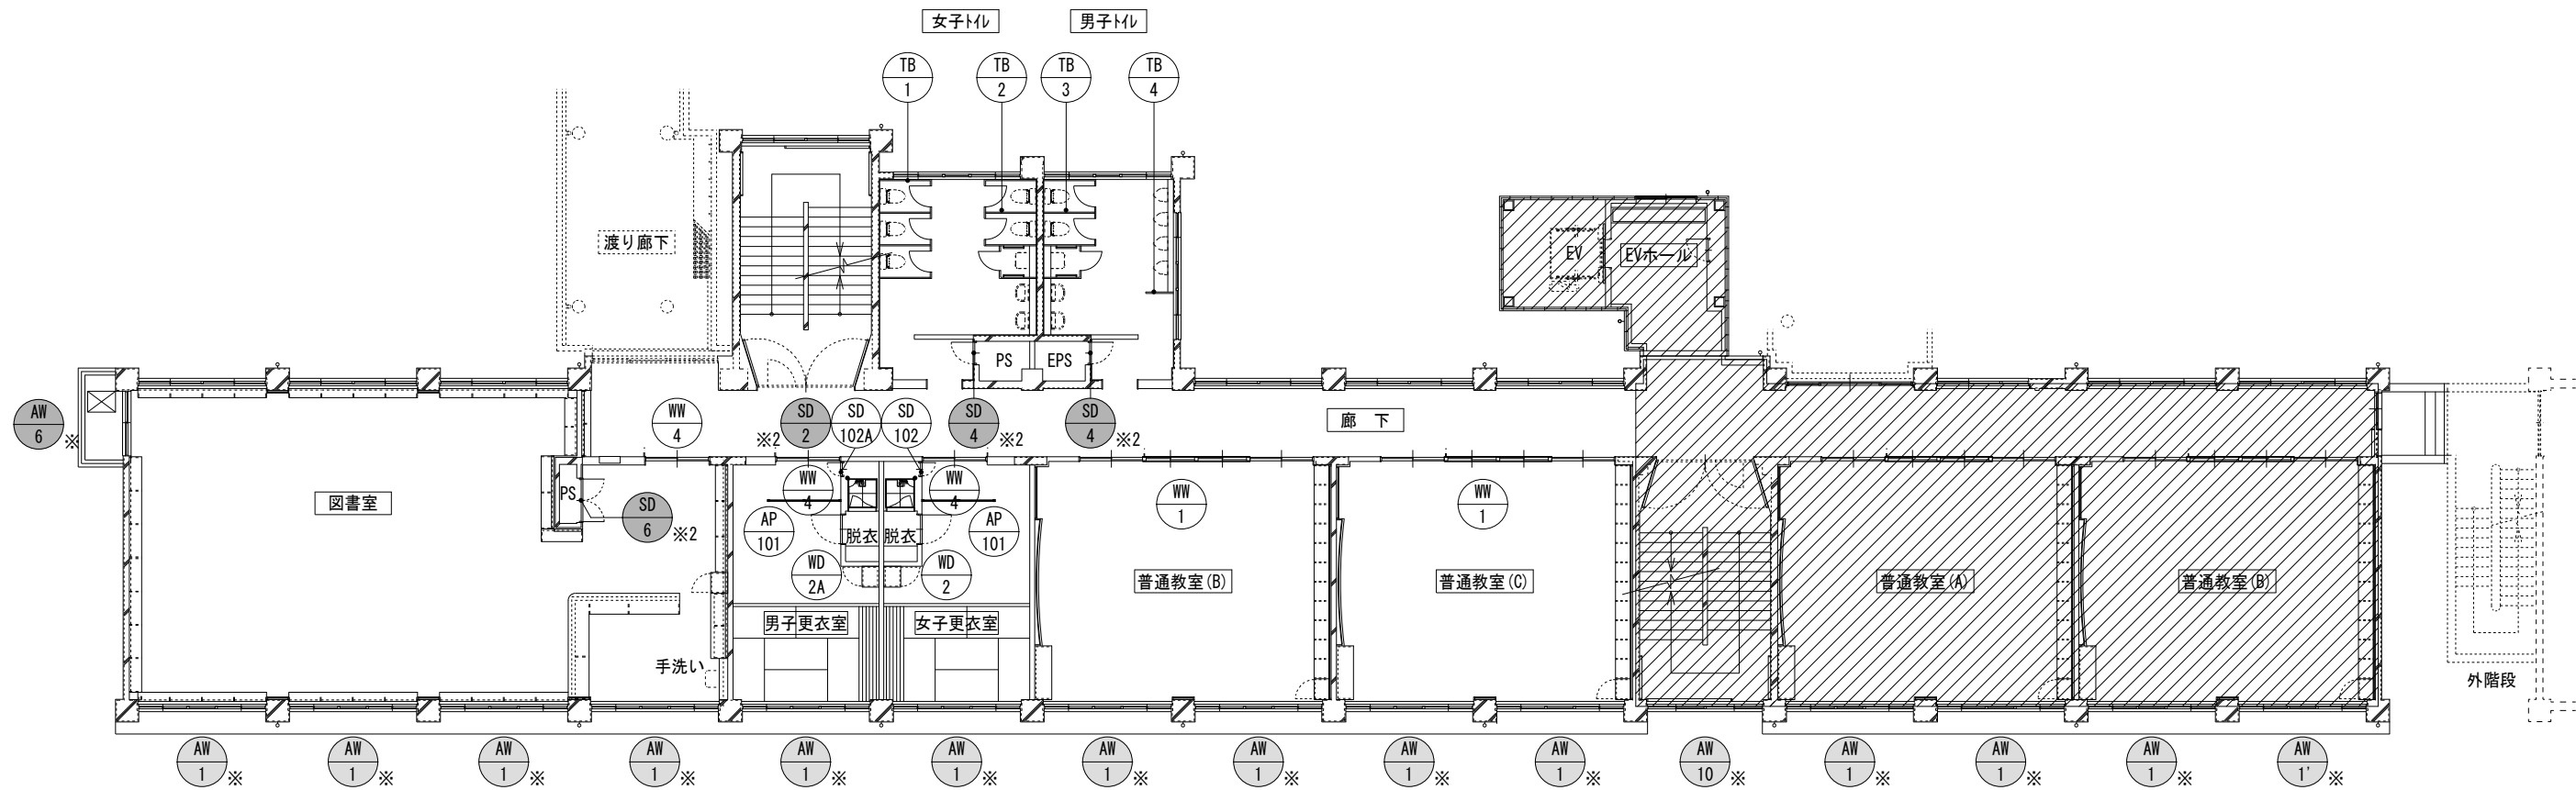 女子ﾄｲﾚ
男子ﾄｲﾚ
TB
1
TB
2
TB
3
TB
4
渡り廊下
EV
EVホール
PS
EPS
AW
6
※
WW
4
※2
SD
2
SD
102A
SD
102
SD
4
※2
SD
4
※2
廊 下
図書室
PS
SD
6
※2
WW
4
WW
4
AP
101
AP
101
脱衣
脱衣
WD
2A
WD
2
WW
1
WW
1
普通教室(B)
普通教室(C)
普通教室(A)
普通教室(B)
男子更衣室
女子更衣室
手洗い
外階段
AW
1
※
AW
1
※
AW
1
※
AW
1
※
AW
1
※
AW
1
※
AW
1
※
AW
1
※
AW
1
※
AW
1
※
AW
10
※
AW
1
※
AW
1
※
AW
1
※
AW
1'
※